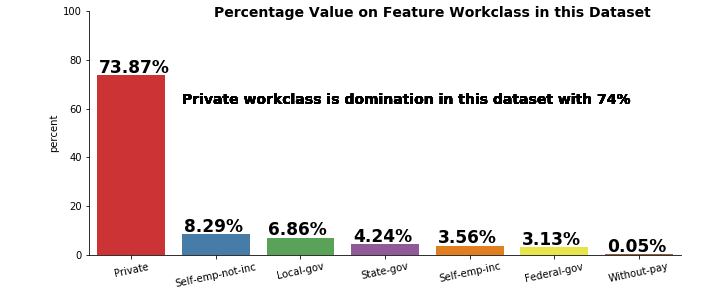 Percentage Value on Feature Workclass in this Dataset
100
80
60
40
20
0
percent
Private workclass is domination in this dataset with 74%
73.87%
8.29%
6.86%
4.24%
3.56%
3.13%
0.05%
Private
Self-emp-not-inc
Local-gov
State-gov
Self-emp-inc
Federal-gov
Without-pay